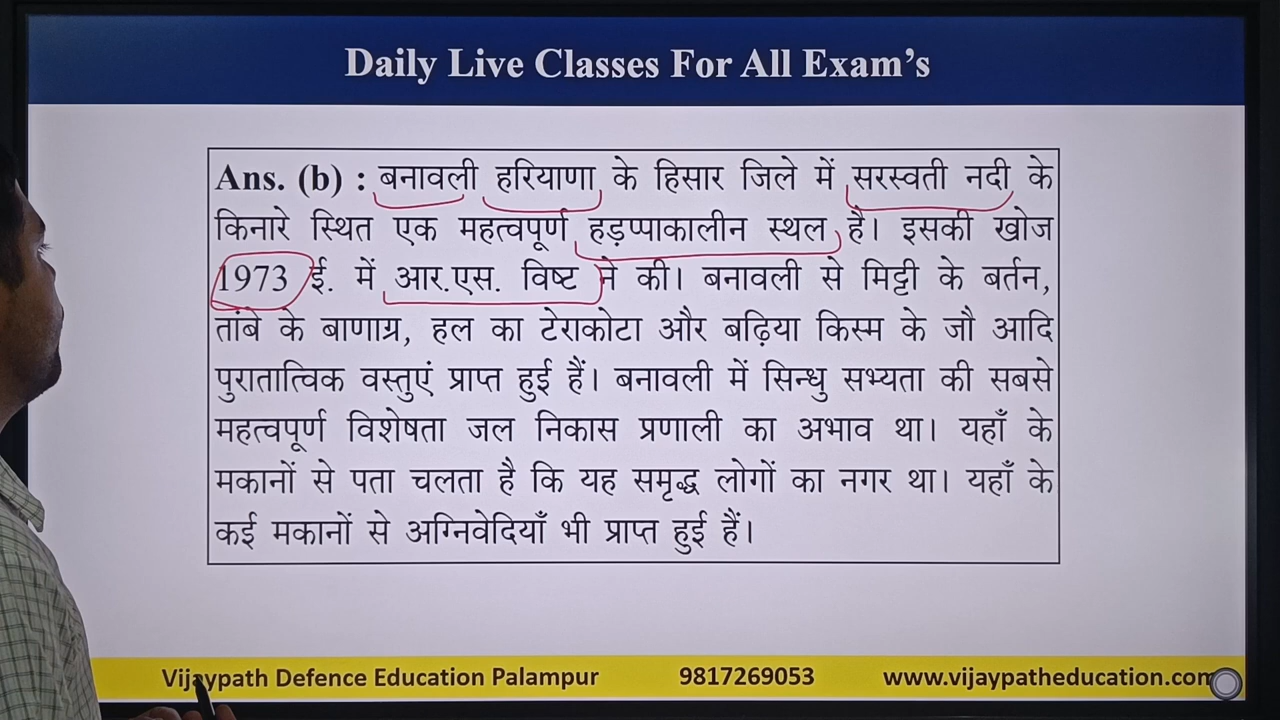 Daily Live Classes For All Exam’s
Ans. (b) : बनावली हरियाणा के हिसार जिले में सरस्वती नदी के
किनारे स्थित एक महत्वपूर्ण हड़प्पाकालीन स्थल है। इसकी खोज
1973 ई. में आर.एस. विष्ट ने की। बनावली से मिट्टी के बर्तन,
तांबे के बाणाग्र, हल का टेराकोटा और बढ़िया किस्म के जौ आदि
पुरातात्विक वस्तुएं प्राप्त हुई हैं। बनावली में सिन्धु सभ्यता की सबसे
महत्वपूर्ण विशेषता जल निकास प्रणाली का अभाव था। यहाँ के
मकानों से पता चलता है कि यह समृद्ध लोगों का नगर था। यहाँ के
कई मकानों से अग्निवेदियाँ भी प्राप्त हुई हैं।
Vijaypath Defence Education Palampur 9817269053 www.vijaypatheducation.com